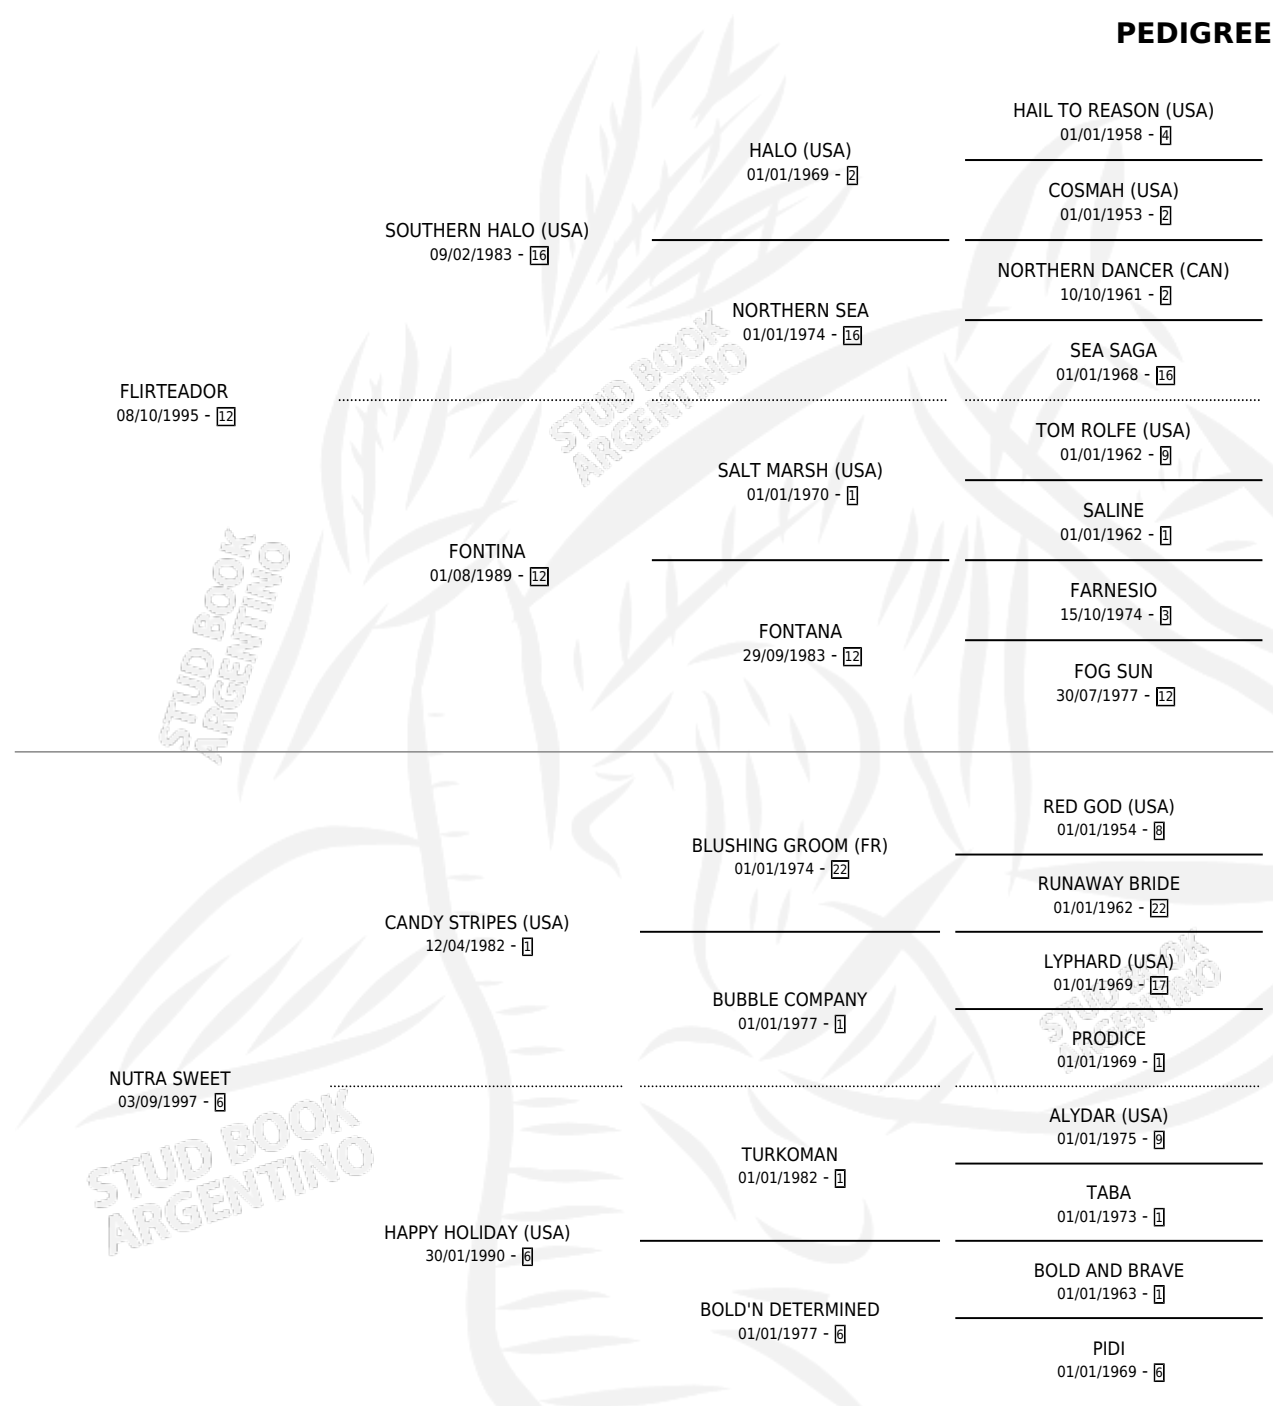 PEDIGREE
HAIL TO REASON (USA)
01/01/1958 - 4
HALO (USA)
01/01/1969 - 2
COSMAH (USA)
01/01/1953 - 2
SOUTHERN HALO (USA)
09/02/1983 - 16
NORTHERN DANCER (CAN)
10/10/1961 - 2
NORTHERN SEA
01/01/1974 - 16
SEA SAGA
01/01/1968 - 16
FLIRTEADOR
08/10/1995 - 12
STUD BOOK
ARGENTINO
TOM ROLFE (USA)
01/01/1962 - 9
SALT MARSH (USA)
01/01/1970 - 1
SALINE
01/01/1962 - 1
FONTINA
01/08/1989 - 12
FARNESIO
15/10/1974 - 3
FONTANA
29/09/1983 - 12
FOG SUN
30/07/1977 - 12
STUD BOOK
ARGENTINO
RED GOD (USA)
01/01/1954 - 8
BLUSHING GROOM (FR)
01/01/1974 - 22
RUNAWAY BRIDE
01/01/1962 - 22
CANDY STRIPES (USA)
12/04/1982 - 1
LYPHARD (USA)
01/01/1969 - 17
BUBBLE COMPANY
01/01/1977 - 1
PRODICE
01/01/1969 - 1
STUD BOOK
ARGENTINO
NUTRA SWEET
03/09/1997 - 6
ALYDAR (USA)
01/01/1975 - 9
TURKOMAN
01/01/1982 - 1
TABA
01/01/1973 - 1
STUD BOOK
ARGENTINO
HAPPY HOLIDAY (USA)
30/01/1990 - 6
BOLD AND BRAVE
01/01/1963 - 1
BOLD'N DETERMINED
01/01/1977 - 6
PIDI
01/01/1969 - 6